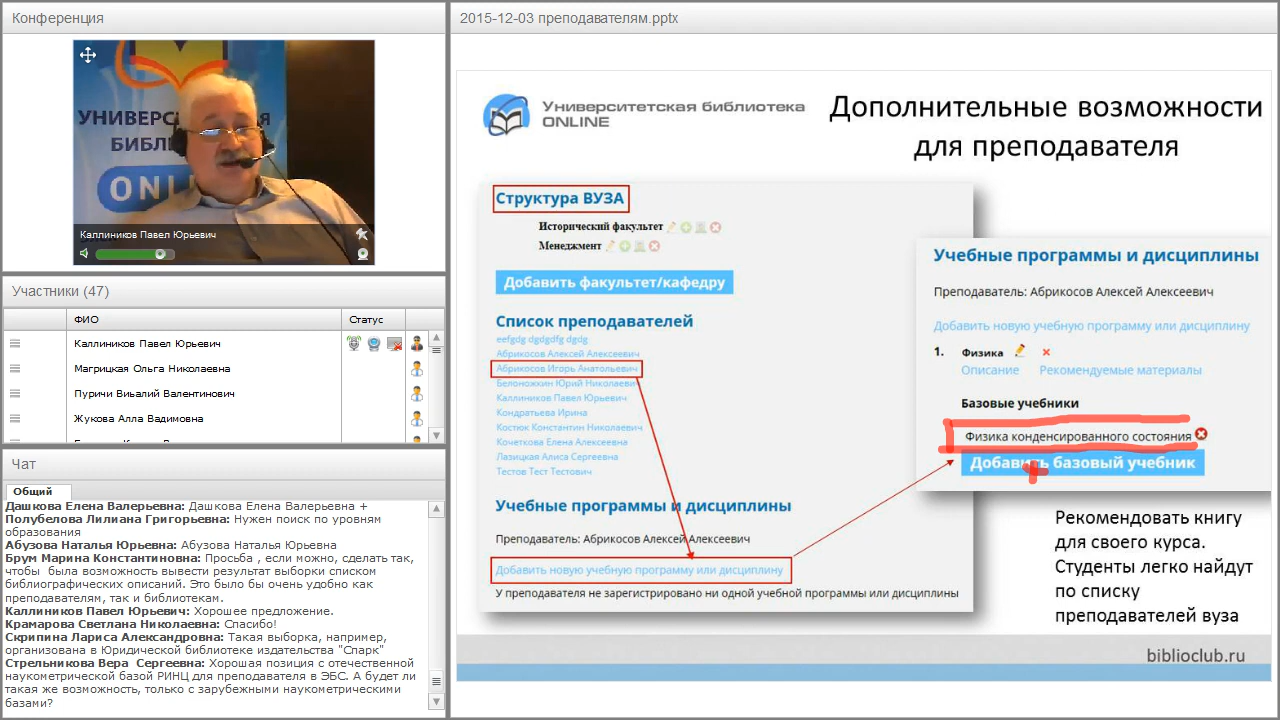 Конференция
УНИВЕРС
БИБЛ
Каллиников Павел Юрьевич
Участники (47)
ФИО
Статус
Каллиников Павел Юрьевич
Магрицкая Ольга Николаевна
Пуричи Виьалий Валентинович
Жукова Алла Вадимовна
Чат
Общий
Дашкова Елена Валерьевна: Дашкова Елена Валерьевна +
Полубелова Лилиана Григорьевна: Нужен поиск по уровням
образования
Абузова Наталья Юрьевна: Абузова Наталья Юрьевна
Брум Марина Константиновна: Просьба , если можно, сделать так,
чтобы была возможность вывести результат выборки списком
библиографических описаний. Это было бы очень удобно как
преподавателям, так и библиотекам.
Каллиников Павел Юрьевич: Хорошее предложение.
Крамарова Светлана Николаевна: Спасибо!
Скрипина Лариса Александровна: Такая выборка, например,
организована в Юридической библиотеке издательства "Спарк"
Стрельникова Вера Сергеевна: Хорошая позиция с отечественной
наукометрической базой РИНЦ для преподавателя в ЭБС. А будет ли
такая же возможность, только с зарубежными наукометрическими
базами?
2015-12-03 преподавателям.pptx
Университетская библиотека
ONLINE
Дополнительные возможности
для преподавателя
Структура ВУЗА
Исторический факультет
Менеджмент
Добавить факультет/кафедру
Список преподавателей
eefgdg dgdgdfg dgdg
Абрикосов Алексей Алексеевич
Абрикосов Игорь Анатольевич
Белоножкин Юрий Николаевич
Каллиников Павел Юрьевич
Кондратьева Ирина
Костюк Константин Николаевич
Кочеткова Елена Алексеевна
Лазицкая Алиса Сергеевна
Тестов Тест Тестович
Учебные программы и дисциплины
Преподаватель: Абрикосов Алексей Алексеевич
Добавить новую учебную программу или дисциплину
У преподавателя не зарегистрировано ни одной учебной программы или дисциплины
Учебные программы и дисциплины
Преподаватель: Абрикосов Алексей Алексеевич
Добавить новую учебную программу или дисциплину
1. Физика
Описание Рекомендуемые материалы
Базовые учебники
Физика конденсированного состояния
Добавить базовый учебник
Рекомендовать книгу
для своего курса.
Студенты легко найдут
по списку
преподавателей вуза
biblioclub.ru